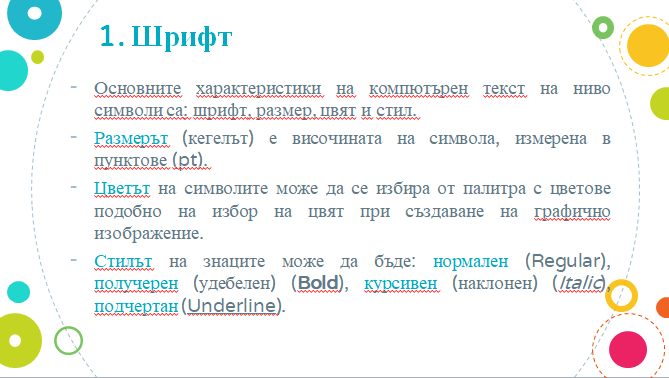 1. Шрифт
- Основните характеристики на компютърен текст на ниво
символи са: шрифт, размер, цвят и стил.
- Размерът (кегелът) е височината на символа, измерена в
пунктове (pt).
- Цветът на символите може да се избира от палитра с цветове
подобно на избор на цвят при създаване на графично
изображение.
- Стилът на знаците може да бъде: нормален (Regular),
получерен (удебелен) (Bold), курсивен (наклонен) (Italic),
подчертан (Underline).